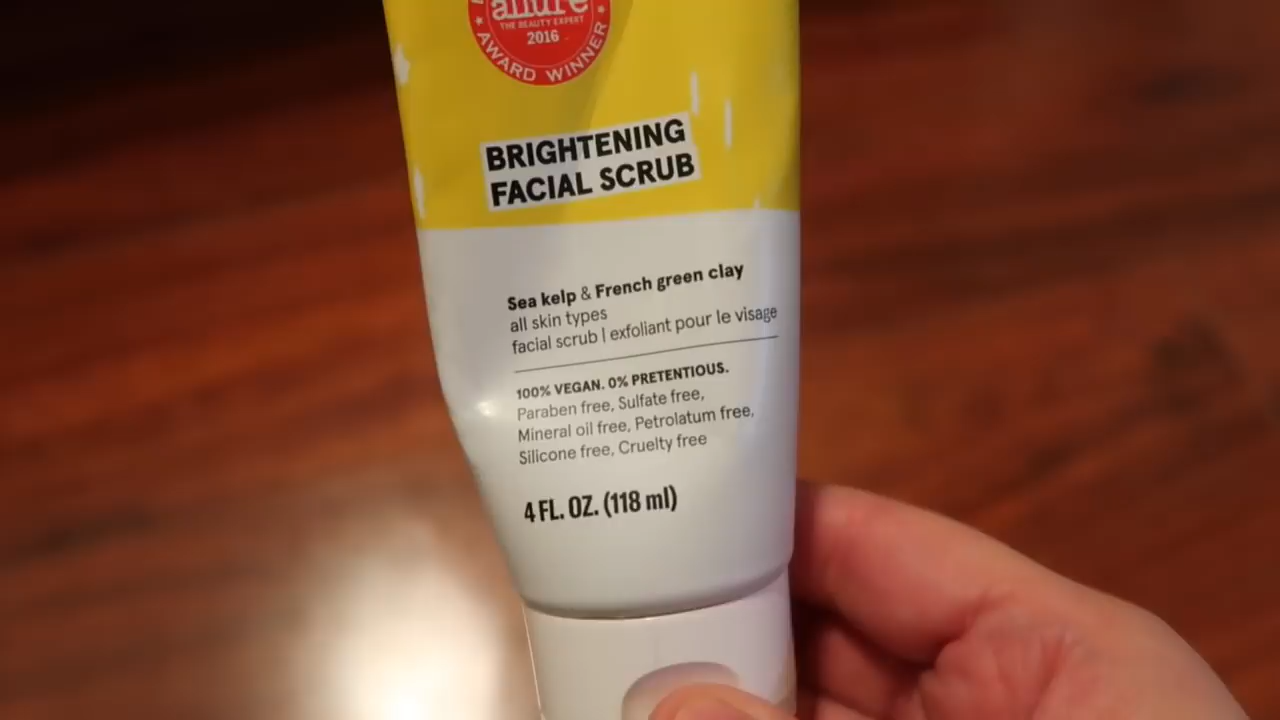 allure
THE BEAUTY EXPERT
2016
AWARD WINNER
BRIGHTENING
FACIAL SCRUB
Sea kelp & French green clay
all skin types
facial scrub | exfoliant pour le visage
100% VEGAN. 0% PRETENTIOUS.
Paraben free, Sulfate free,
Mineral oil free, Petrolatum free,
Silicone free, Cruelty free
4 FL. OZ. (118 ml)